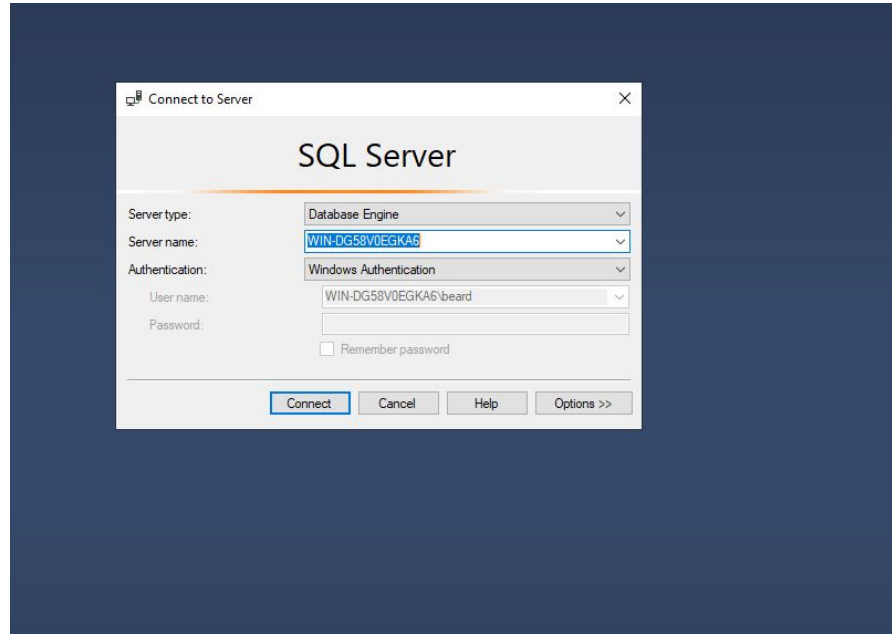 Connect to Server
SQL Server
Server type: Database Engine
Server name: WIN-DG58V0EGKA6
Authentication: Windows Authentication
User name: WIN-DG58V0EGKA6\beard
Password:
Remember password
Connect Cancel Help Options >>